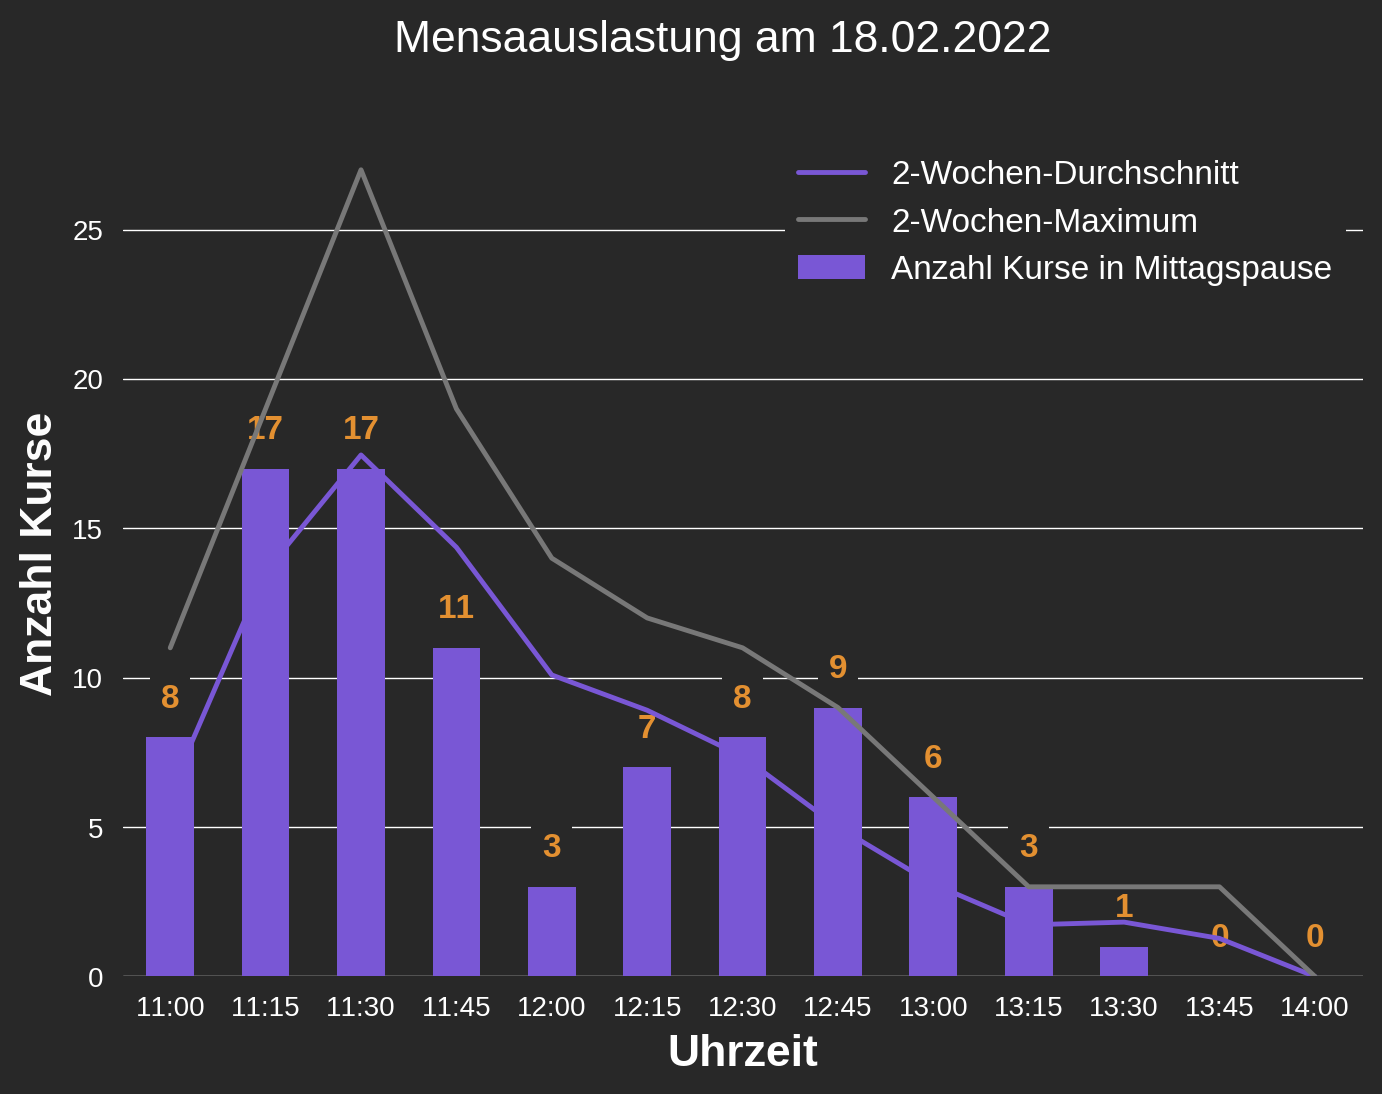 Mensaauslastung am 18.02.2022
2-Wochen-Durchschnitt
2-Wochen-Maximum
Anzahl Kurse in Mittagspause
Anzahl Kurse
25
20
15
10
5
0
8
17
17
11
3
7
8
9
6
3
1
0
0
11:00 11:15 11:30 11:45 12:00 12:15 12:30 12:45 13:00 13:15 13:30 13:45 14:00
Uhrzeit